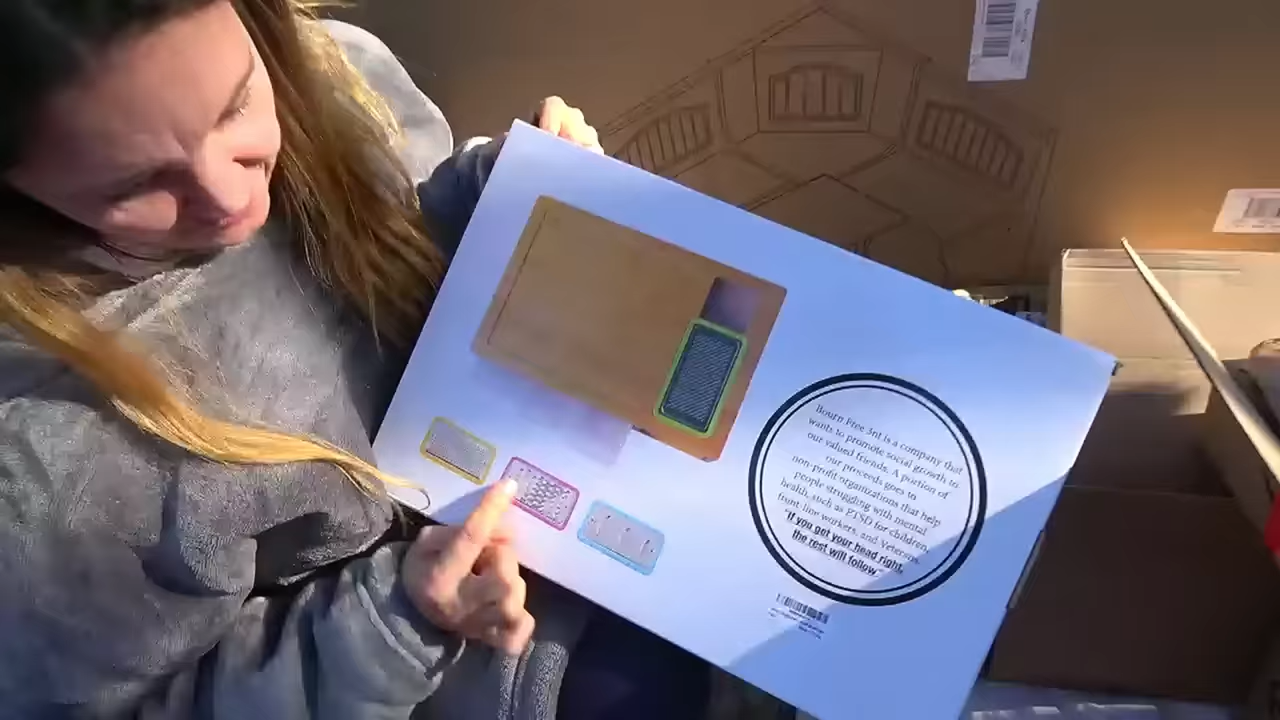 Bourn Free 3nt is a company that
wants to promote social growth to
our valued friends. A portion of
our proceeds goes to
non-profit organizations that help
people struggling with mental
health, such as PTSD for children,
front line workers, and Veterans.
"If you get your head right,
the rest will follow"